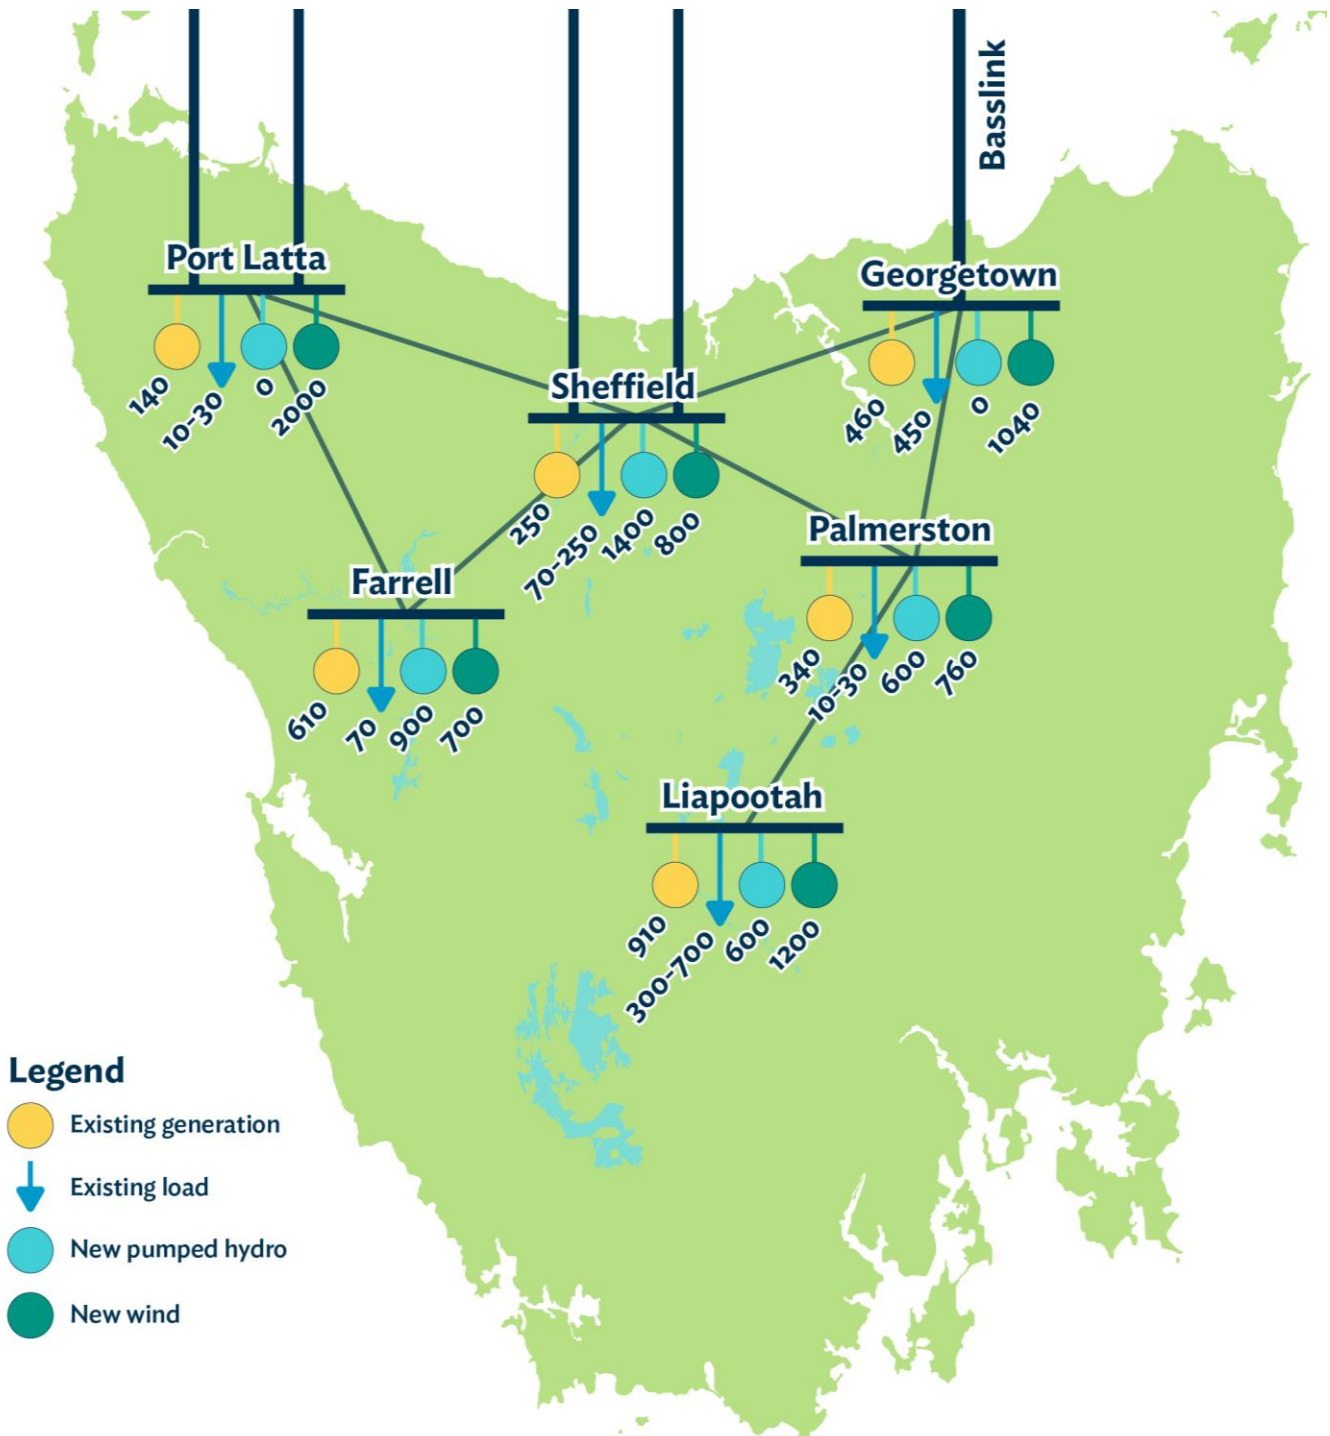 Basslink
Port Latta
140
10-30
0
2000
Georgetown
460
450
0
1040
Sheffield
250
70-250
1400
800
Palmerston
340
10-30
600
760
Farrell
610
70
900
700
Liapootah
910
300-700
600
1200
Legend
Existing generation
Existing load
New pumped hydro
New wind